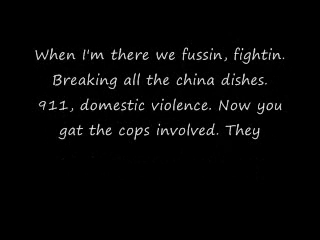 When I'm there we fussin, fightin.
Breaking all the china dishes.
911, domestic violence. Now you
gat the cops involved. They